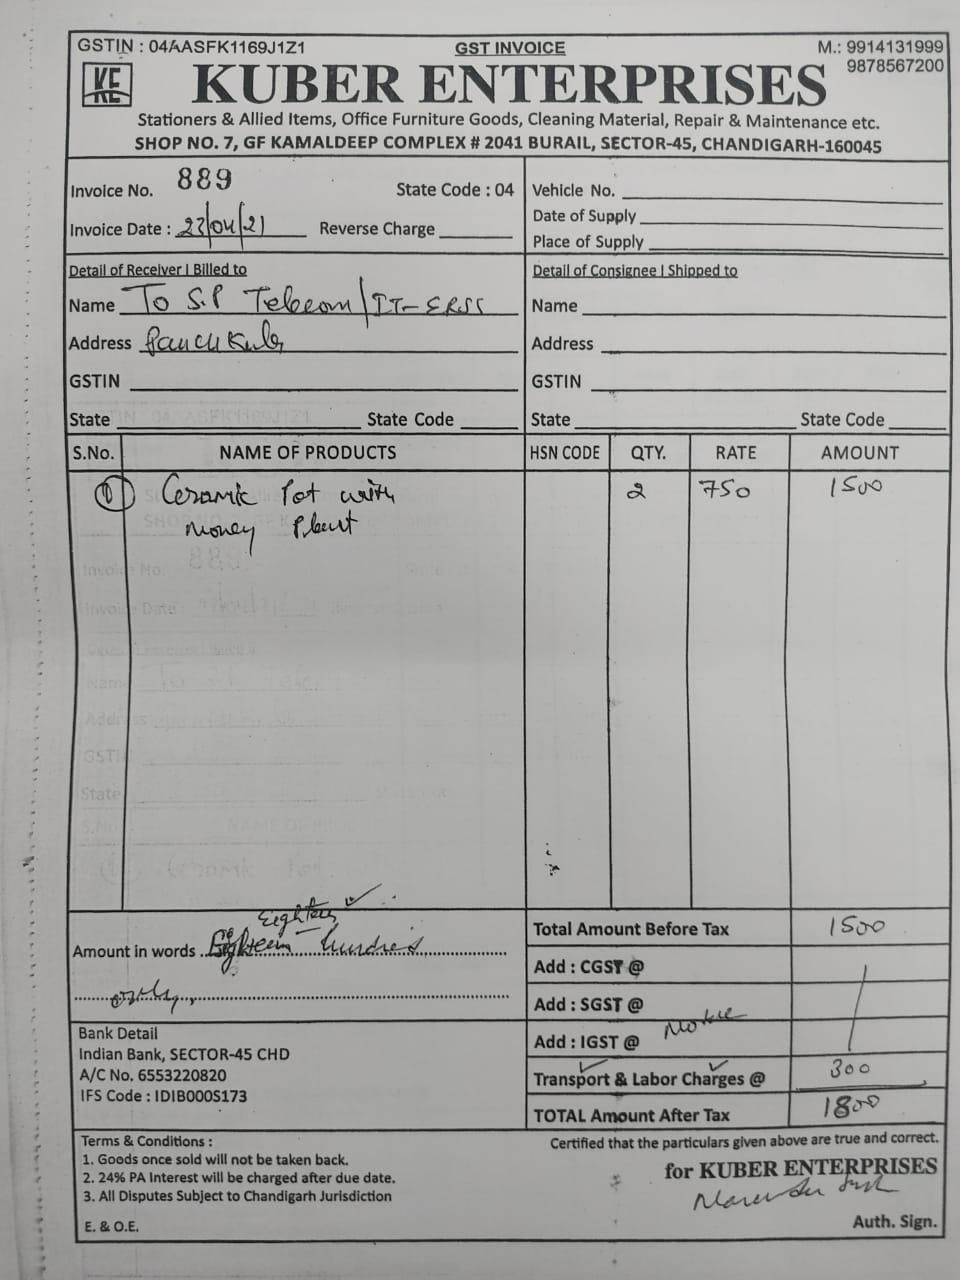 GSTIN : 04AASFK1169J1Z1
GST INVOICE
M.: 9914131999
9878567200
KE
KUBER ENTERPRISES
Stationers & Allied Items, Office Furniture Goods, Cleaning Material, Repair & Maintenance etc.
SHOP NO. 7, GF KAMALDEEP COMPLEX # 2041 BURAIL, SECTOR-45, CHANDIGARH-160045
Invoice No. 889 State Code : 04
Invoice Date : 27/04/21 Reverse Charge
Vehicle No.
Date of Supply
Place of Supply
Detail of Receiver | Billed to
Name To S.P Telecom/IT-ERSS
Address Panchkula
GSTIN
State State Code
Detail of Consignee | Shipped to
Name
Address
GSTIN
State State Code
S.No. NAME OF PRODUCTS HSN CODE QTY. RATE AMOUNT
1 Ceramic Pot with 2 750 1500
Money Plant
Amount in words Eighteen hundred
only
Eighteen
Total Amount Before Tax 1500
Add : CGST @
Add : SGST @
Add : IGST @
Transport & Labor Charges @ 300
TOTAL Amount After Tax 1800
Bank Detail
Indian Bank, SECTOR-45 CHD
A/C No. 6553220820
IFS Code : IDIB000S173
Terms & Conditions :
1. Goods once sold will not be taken back.
2. 24% PA Interest will be charged after due date.
3. All Disputes Subject to Chandigarh Jurisdiction
E. & O.E.
Certified that the particulars given above are true and correct.
for KUBER ENTERPRISES
Auth. Sign.